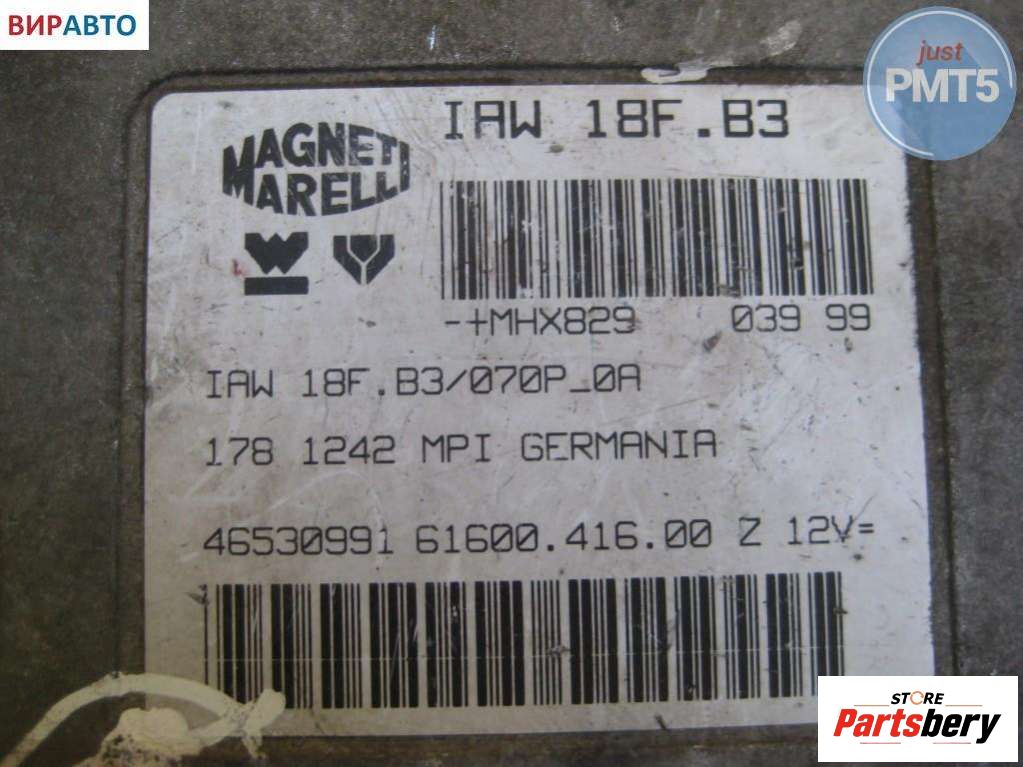 ВИРАВТО
just
PMT5
IAW 18F.B3
MAGNETI
MARELLI
-+MHX829 039 99
IAW 18F.B3/070P_0A
178 1242 MPI GERMANIA
46530991 61600.416.00 Z 12V=
STORE
Partsbery